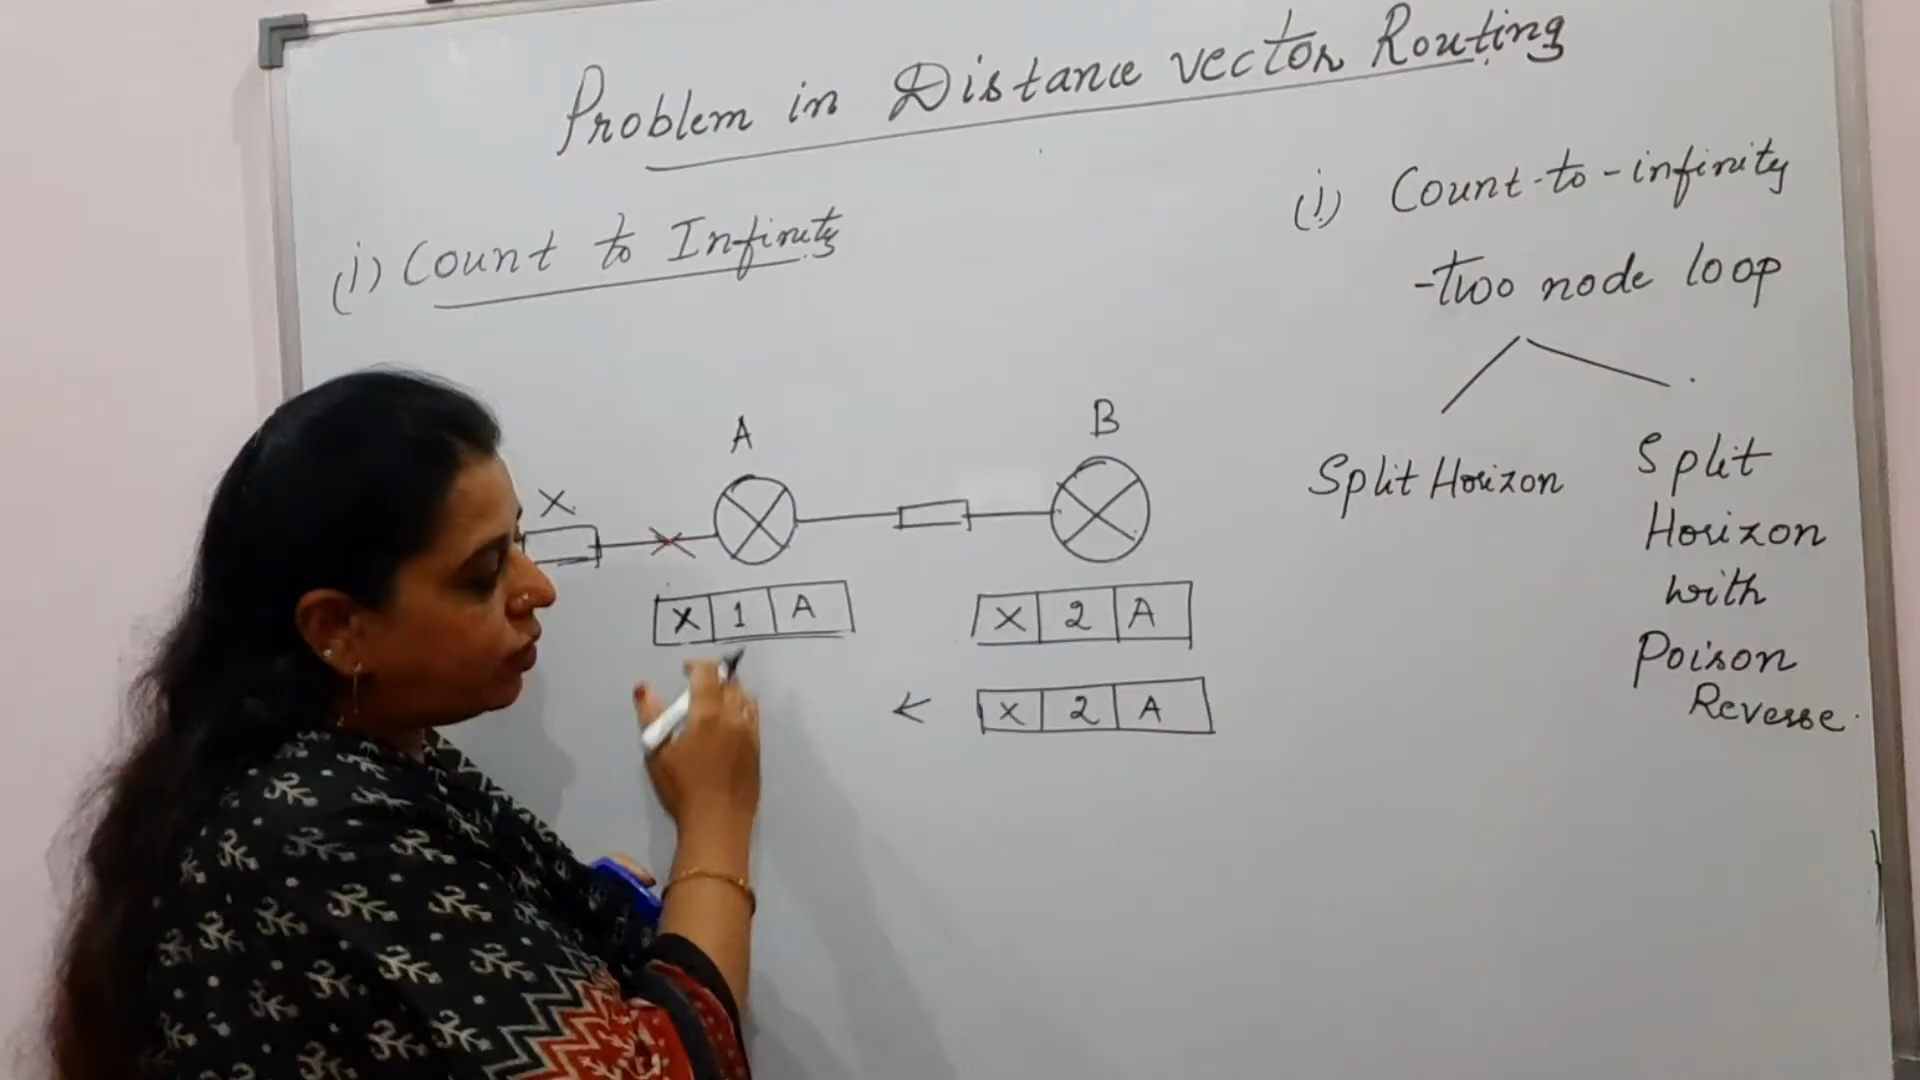 Problem in Distance vector Routing
(i) Count to Infinity
A
B
X
X 1 A
X 2 A
X 2 A
(i) Count-to-infinity
-two node loop
Split Horizon
Split
Horizon
with
Poison
Reverse.